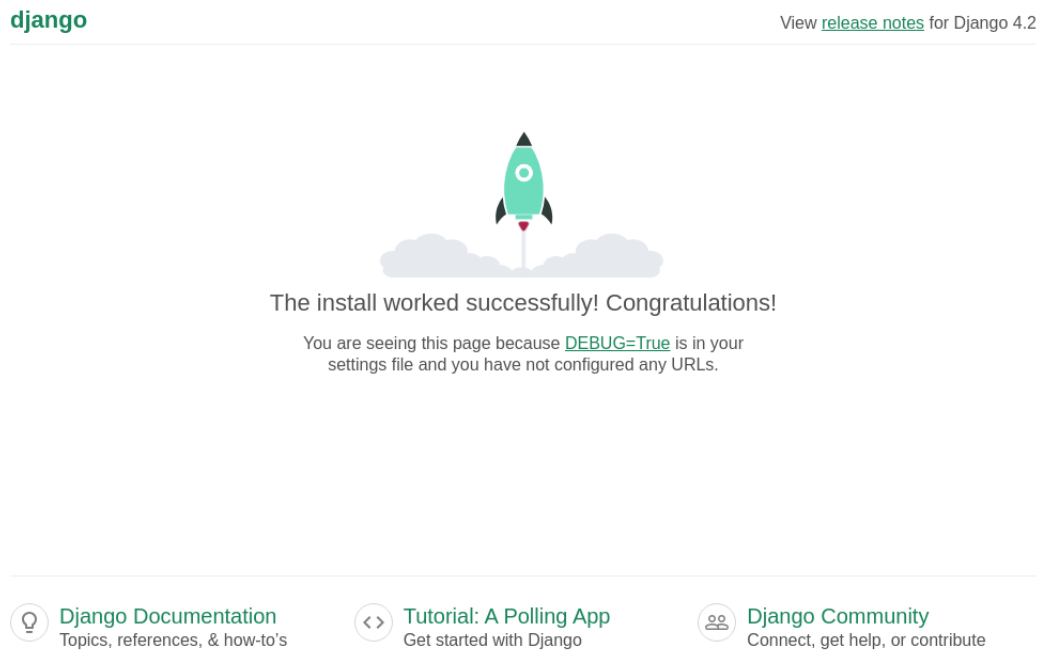 django
View release notes for Django 4.2
The install worked successfully! Congratulations!
You are seeing this page because DEBUG=True is in your
settings file and you have not configured any URLs.
Django Documentation
Topics, references, & how-to’s
Tutorial: A Polling App
Get started with Django
Django Community
Connect, get help, or contribute